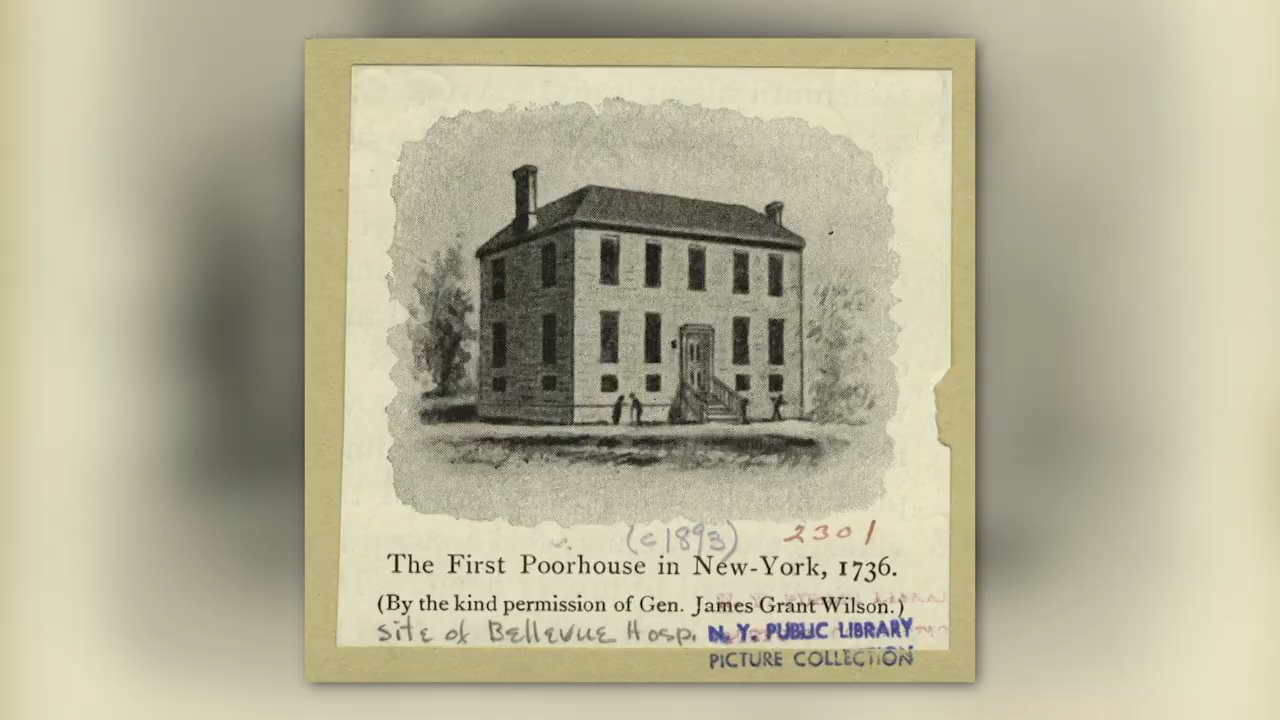 (c1893) 2301
The First Poorhouse in New-York, 1736.
(By the kind permission of Gen. James Grant Wilson.)
Site of Bellevue Hosp. N. Y. PUBLIC LIBRARY
PICTURE COLLECTION